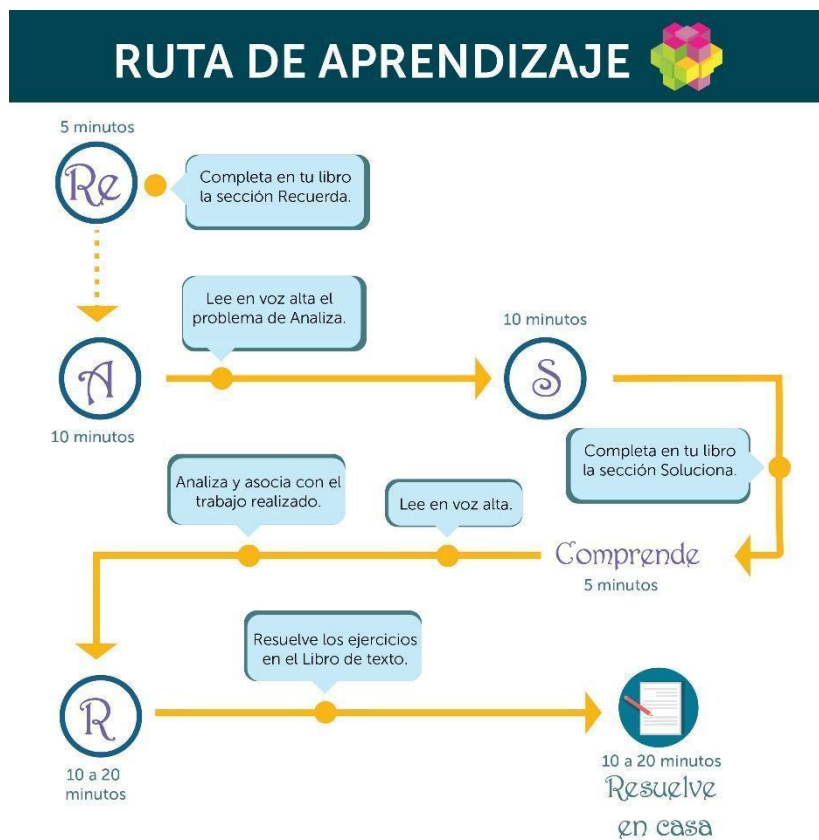 RUTA DE APRENDIZAJE
5 minutos
Re
Completa en tu libro
la sección Recuerda.
Lee en voz alta el
problema de Analiza.
10 minutos
A
S
10 minutos
Completa en tu libro
la sección Soluciona.
Analiza y asocia con el
trabajo realizado.
Lee en voz alta.
Comprende
5 minutos
Resuelve los ejercicios
en el Libro de texto.
R
10 a 20
minutos
10 a 20 minutos
Resuelve
en casa